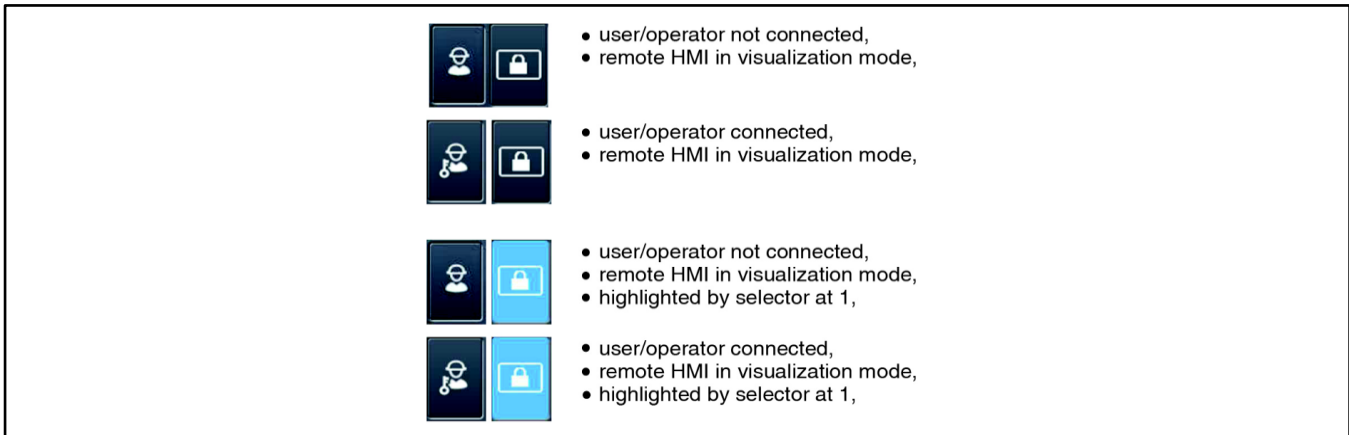 • user/operator not connected,
• remote HMI in visualization mode,
• user/operator connected,
• remote HMI in visualization mode,
• user/operator not connected,
• remote HMI in visualization mode,
• highlighted by selector at 1,
• user/operator connected,
• remote HMI in visualization mode,
• highlighted by selector at 1,